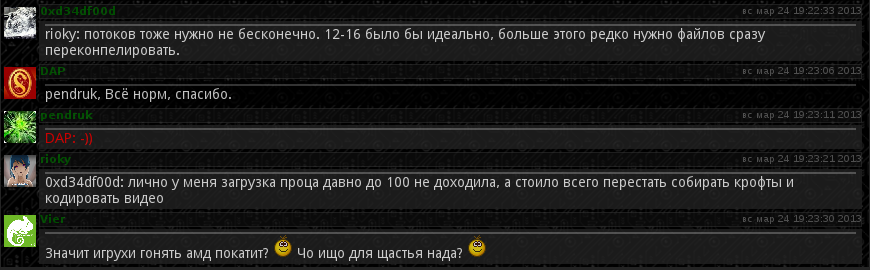 0xd34df00d вс мар 24 19:22:33 2013
rioky: потоков тоже нужно не бесконечно. 12-16 было бы идеально, больше этого редко нужно файлов сразу
переконпелировать.
DAP вс мар 24 19:23:06 2013
pendruk, Всё норм, спасибо.
pendruk вс мар 24 19:23:11 2013
DAP: :-))
rioky вс мар 24 19:23:21 2013
0xd34df00d: лично у меня загрузка проца давно до 100 не доходила, а стоило всего перестать собирать крофты и
кодировать видео
Vier вс мар 24 19:23:30 2013
Значит игрухи гонять амд покатит? Чо ищо для щастья нада?